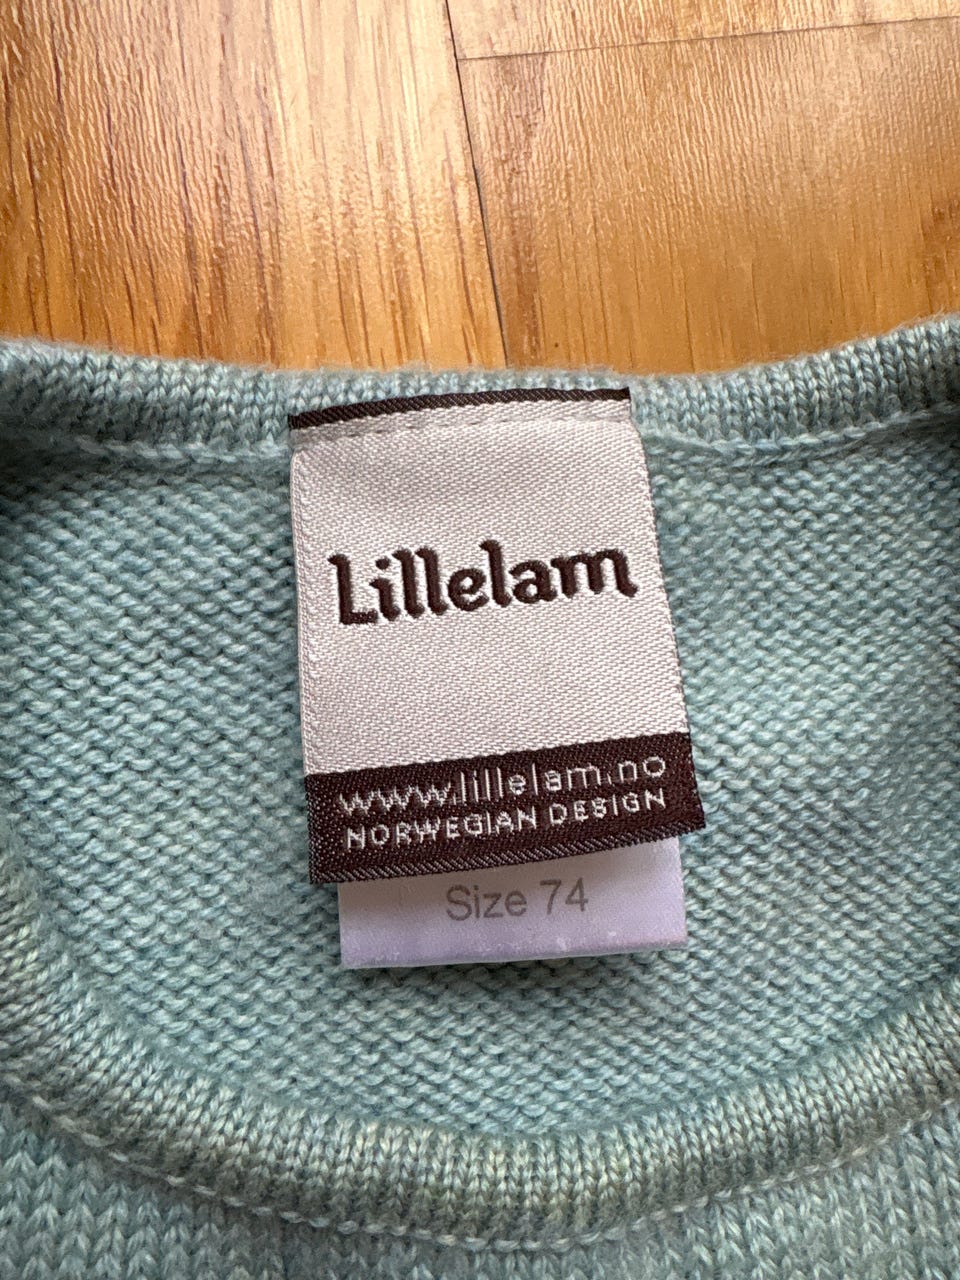 Lillelam
www.lillelam.no
NORWEGIAN DESIGN
Size 74